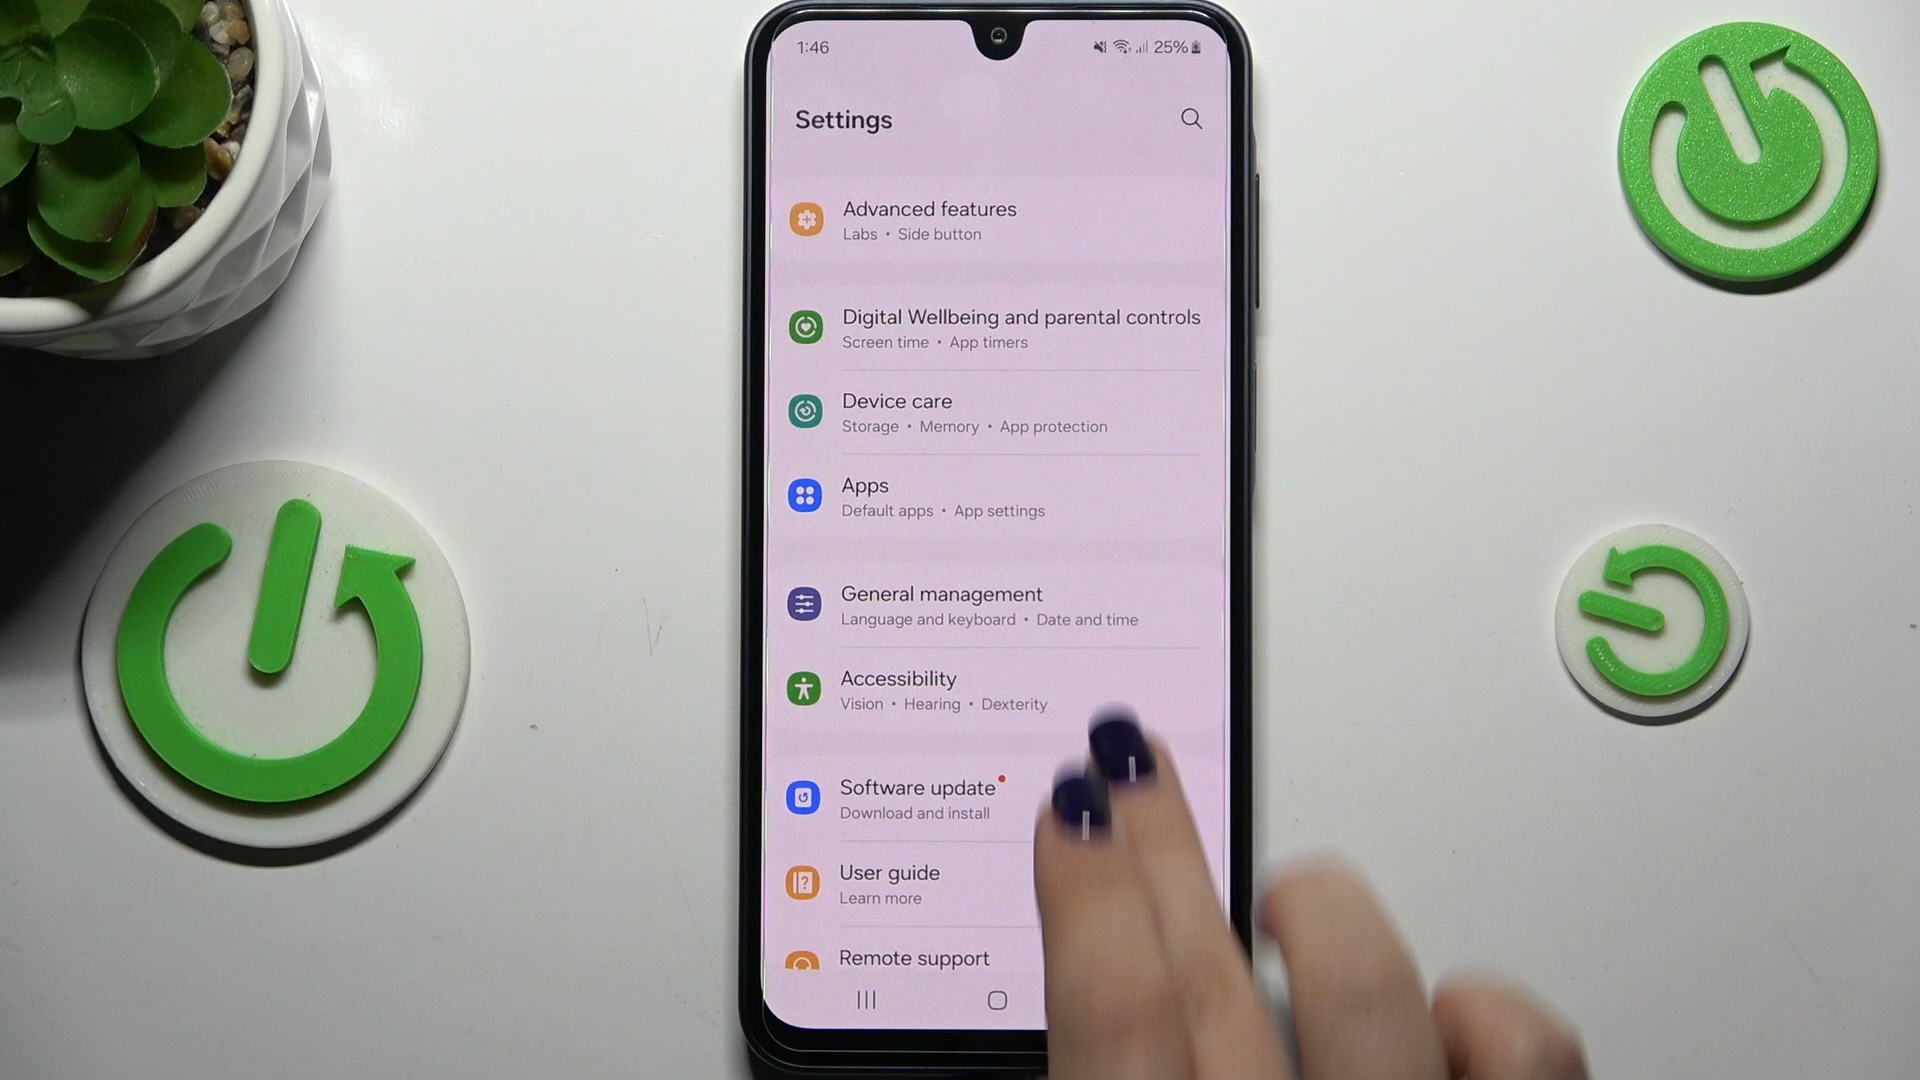 1:46
25%
Settings
Advanced features
Labs • Side button
Digital Wellbeing and parental controls
Screen time • App timers
Device care
Storage • Memory • App protection
Apps
Default apps • App settings
General management
Language and keyboard • Date and time
Accessibility
Vision • Hearing • Dexterity
Software update
Download and install
User guide
Learn more
Remote support